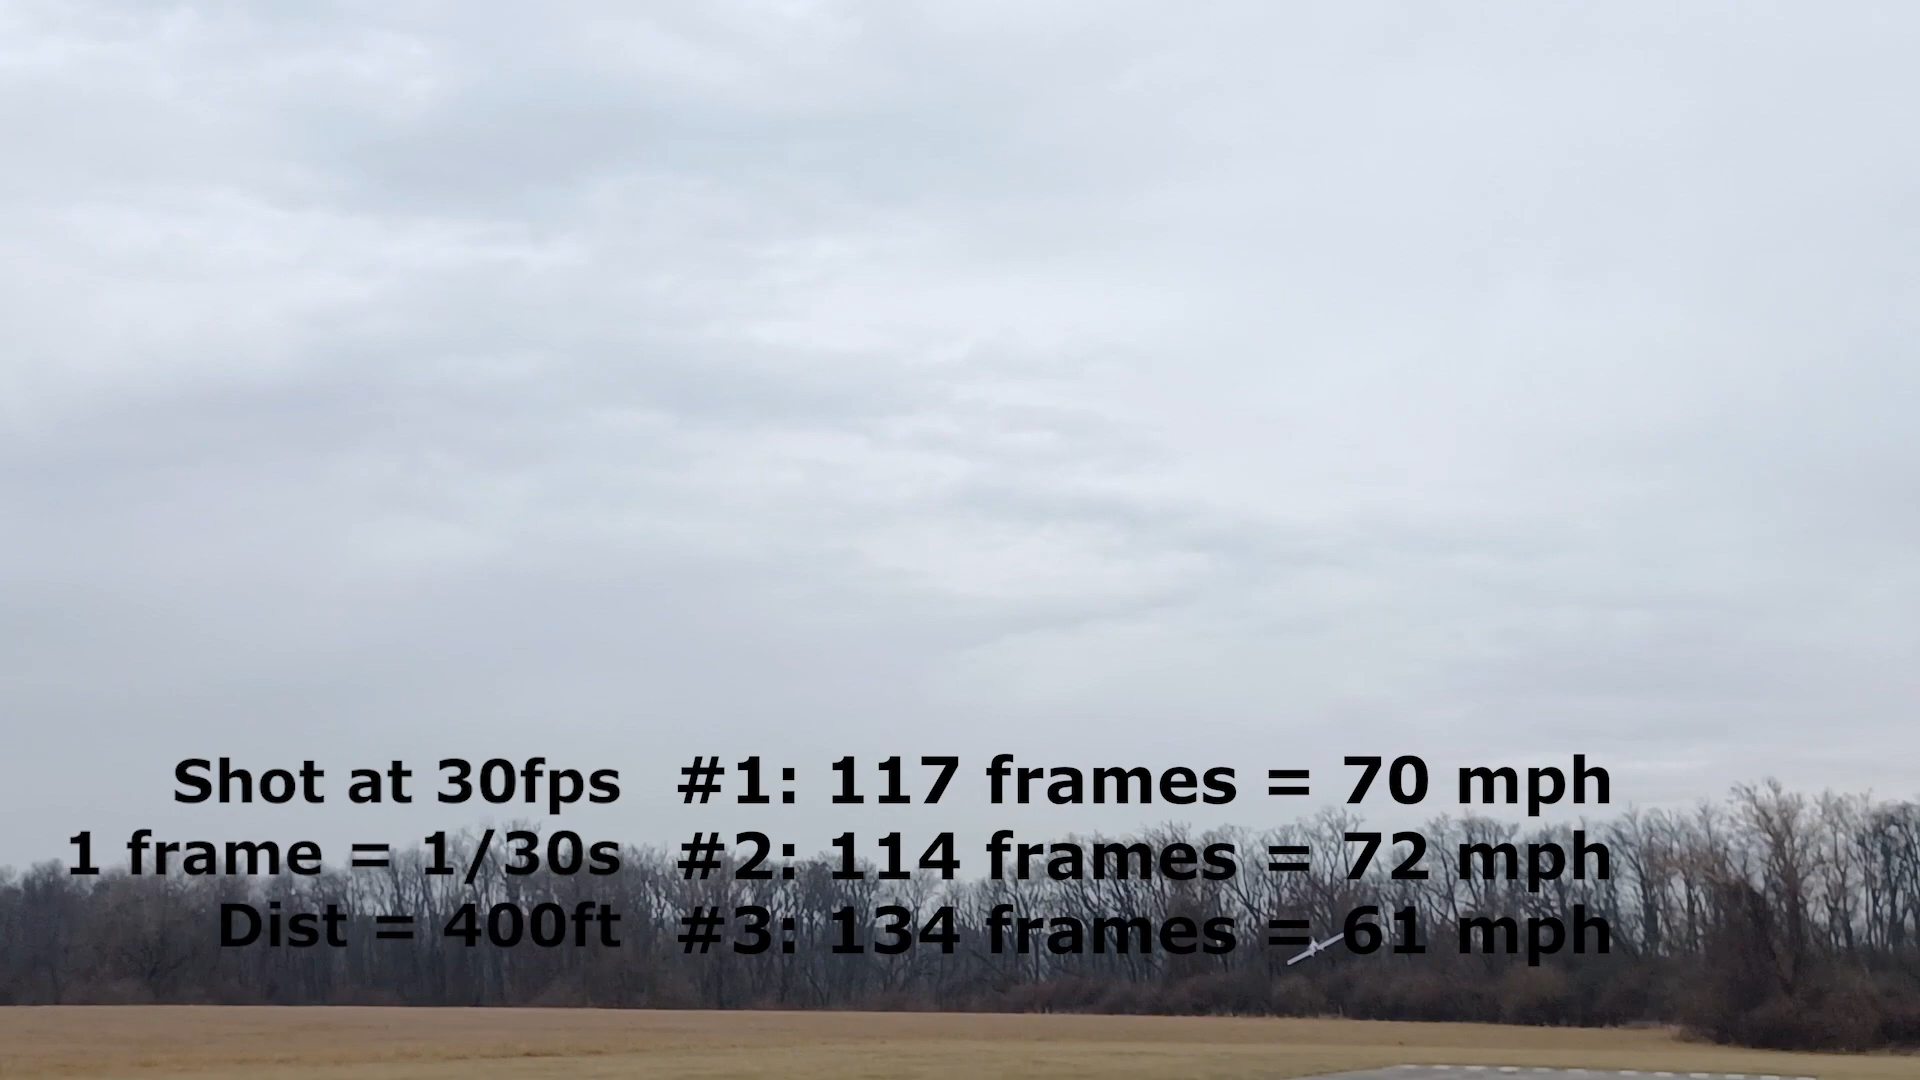 Shot at 30fps
1 frame = 1/30s
Dist = 400ft
#1: 117 frames = 70 mph
#2: 114 frames = 72 mph
#3: 134 frames = 61 mph